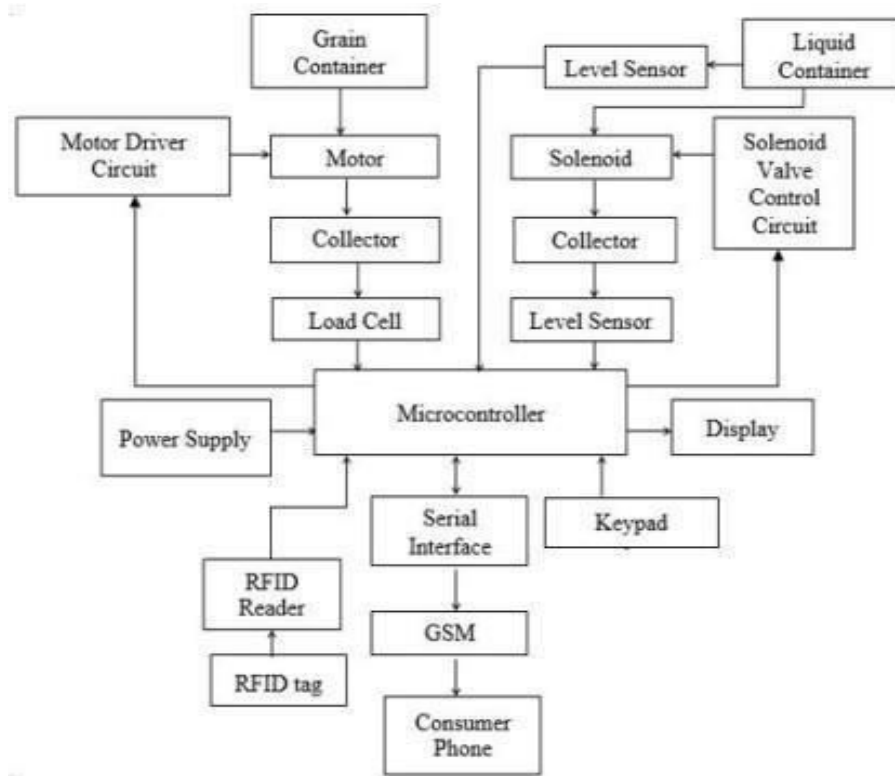 Grain
Container
Level Sensor
Liquid
Container
Motor Driver
Circuit
Motor
Solenoid
Solenoid
Valve
Control
Circuit
Collector
Collector
Load Cell
Level Sensor
Microcontroller
Power Supply
Display
Serial
Interface
Keypad
RFID
Reader
GSM
RFID tag
Consumer
Phone